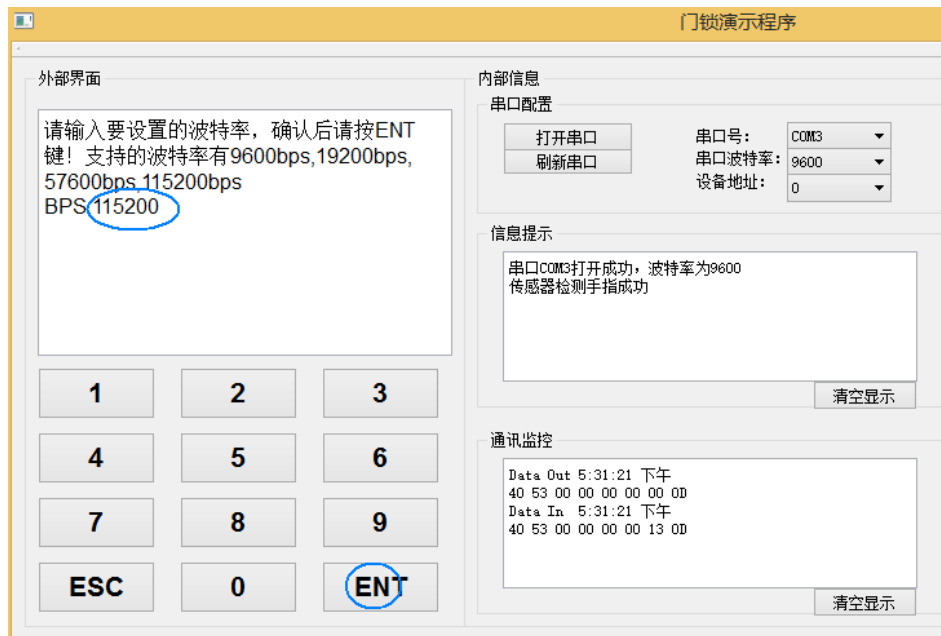 门锁演示程序
外部界面
请输入要设置的波特率，确认后请按ENT
键！支持的波特率有9600bps,19200bps,
57600bps,115200bps
BPS:115200
1 2 3
4 5 6
7 8 9
ESC 0 ENT
内部信息
串口配置
打开串口
刷新串口
串口号： COM3
串口波特率： 9600
设备地址： 0
信息提示
串口COM3打开成功，波特率为9600
传感器检测手指成功
清空显示
通讯监控
Data Out 5:31:21 下午
40 53 00 00 00 00 00 0D
Data In 5:31:21 下午
40 53 00 00 00 00 13 0D
清空显示